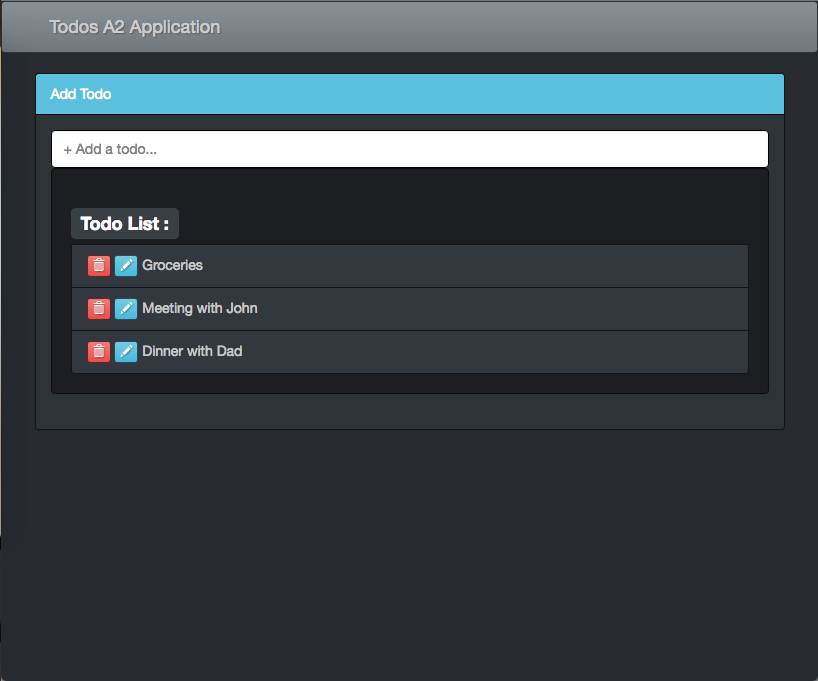 Todos A2 Application
Add Todo
+ Add a todo...
Todo List :
Groceries
Meeting with John
Dinner with Dad